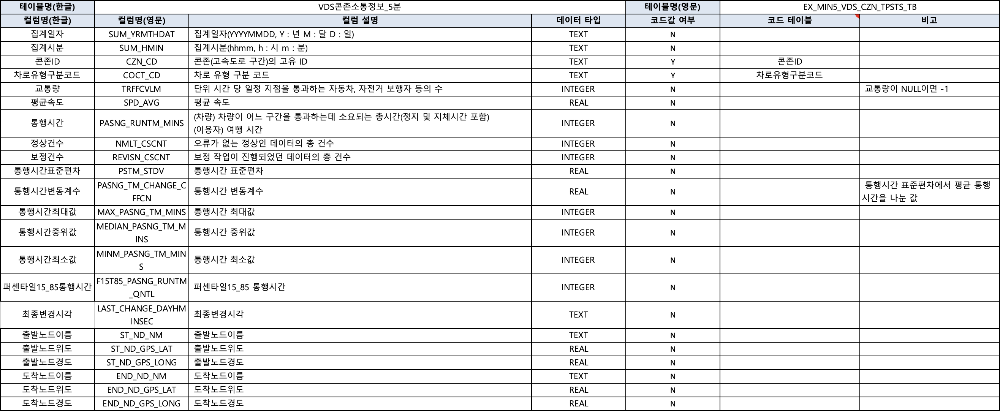 테이블명(한글) VDS콘존소통정보_5분 테이블명(영문) EX_MIN5_VDS_CZN_TPSTS_TB
컬럼명(한글) 컬럼명(영문) 컬럼 설명 데이터 타입 코드값 여부 코드 테이블 비고
집계일자 SUM_YRMTHDAT 집계일자(YYYYMMDD, Y : 년 M : 달 D : 일) TEXT N
집계시분 SUM_HMIN 집계시분(hhmm, h : 시 m : 분) TEXT N
콘존ID CZN_CD 콘존(고속도로 구간)의 고유 ID TEXT Y 콘존ID
차로유형구분코드 COCT_CD 차로 유형 구분 코드 TEXT Y 차로유형구분코드
교통량 TRFFCVLM 단위 시간 당 일정 지점을 통과하는 자동차, 자전거 보행자 등의 수 INTEGER N 교통량이 NULL이면 -1
평균속도 SPD_AVG 평균 속도 REAL N
통행시간 PASNG_RUNTM_MINS (차량) 차량이 어느 구간을 통과하는데 소요되는 총시간(정지 및 지체시간 포함)
(이용자) 여행 시간 INTEGER N
정상건수 NMLT_CSCNT 오류가 없는 정상인 데이터의 총 건수 INTEGER N
보정건수 REVISN_CSCNT 보정 작업이 진행되었던 데이터의 총 건수 INTEGER N
통행시간표준편차 PSTM_STDV 통행시간 표준편차 REAL N
통행시간변동계수 PASNG_TM_CHANGE_C
FFCN 통행시간 변동계수 REAL N 통행시간 표준편차에서 평균 통행
시간을 나눈 값
통행시간최대값 MAX_PASNG_TM_MINS 통행시간 최대값 INTEGER N
통행시간중위값 MEDIAN_PASNG_TM_M
INS 통행시간 중위값 INTEGER N
통행시간최소값 MINM_PASNG_TM_MIN
S 통행시간 최소값 INTEGER N
퍼센타일15_85통행시간 F15T85_PASNG_RUNTM
_QNTL 퍼센타일15_85 통행시간 INTEGER N
최종변경시각 LAST_CHANGE_DAYHM
INSEC 최종변경시각 TEXT N
출발노드이름 ST_ND_NM 출발노드이름 TEXT N
출발노드위도 ST_ND_GPS_LAT 출발노드위도 REAL N
출발노드경도 ST_ND_GPS_LONG 출발노드경도 REAL N
도착노드이름 END_ND_NM 도착노드이름 TEXT N
도착노드위도 END_ND_GPS_LAT 도착노드위도 REAL N
도착노드경도 END_ND_GPS_LONG 도착노드경도 REAL N